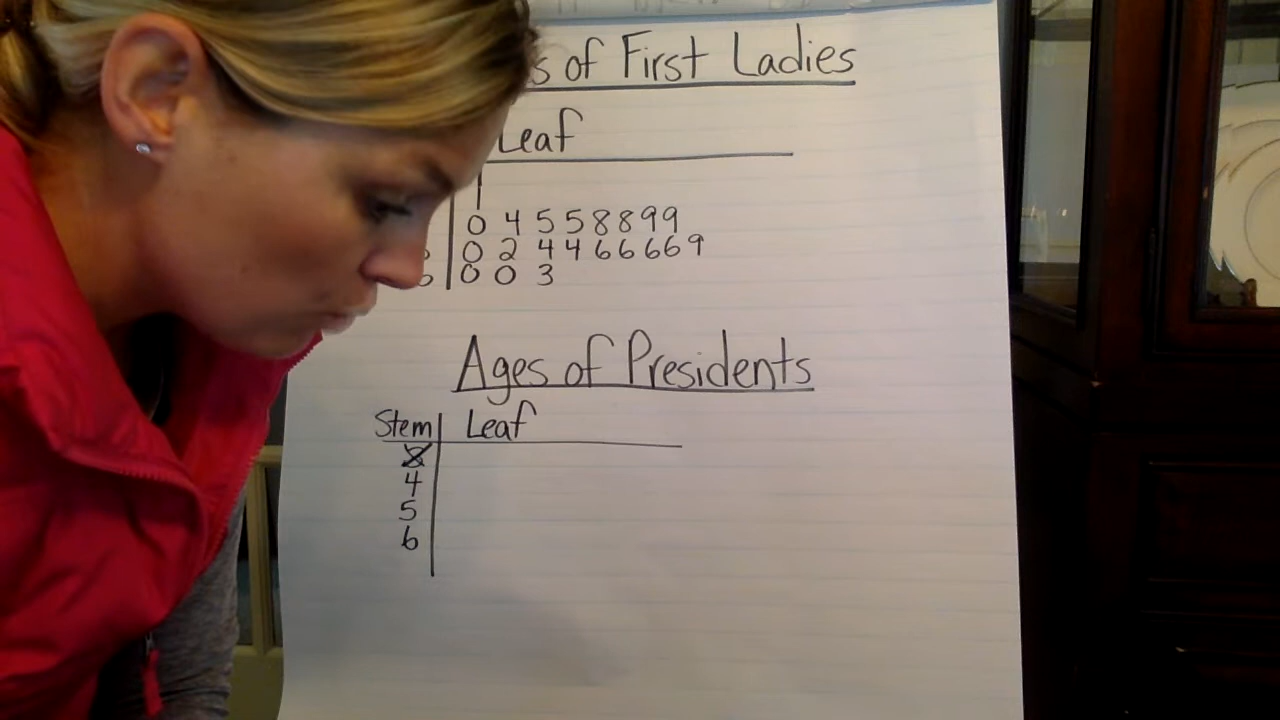 s of First Ladies
Leaf
0 4 5 5 8 8 9 9
0 2 4 4 6 6 6 6 9
0 0 3
Ages of Presidents
Stem Leaf
4
5
6